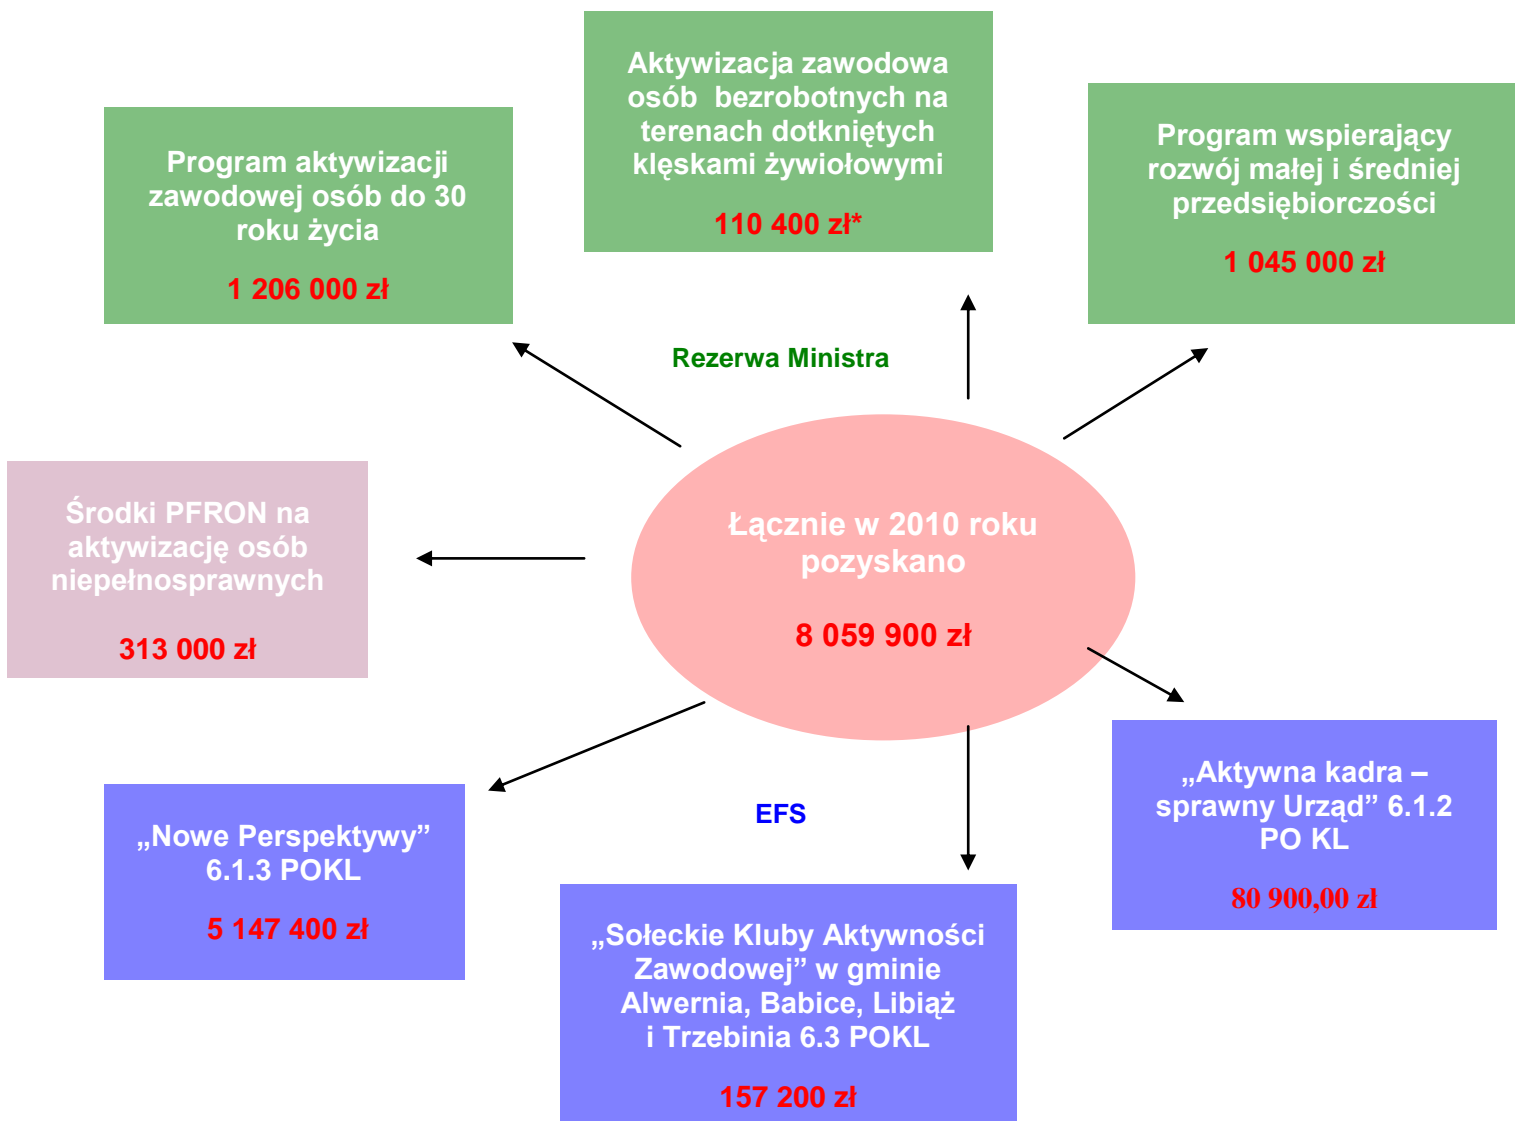 Aktywizacja zawodowa
osób bezrobotnych na
terenach dotkniętych
klęskami żywiołowymi
110 400 zł*
Program aktywizacji
zawodowej osób do 30
roku życia
1 206 000 zł
Program wspierający
rozwój małej i średniej
przedsiębiorczości
1 045 000 zł
Rezerwa Ministra
Środki PFRON na
aktywizację osób
niepełnosprawnych
313 000 zł
Łącznie w 2010 roku
pozyskano
8 059 900 zł
„Nowe Perspektywy”
6.1.3 POKL
5 147 400 zł
EFS
„Aktywna kadra –
sprawny Urząd” 6.1.2
PO KL
80 900,00 zł
„Sołeckie Kluby Aktywności
Zawodowej” w gminie
Alwernia, Babice, Libiąż
i Trzebinia 6.3 POKL
157 200 zł